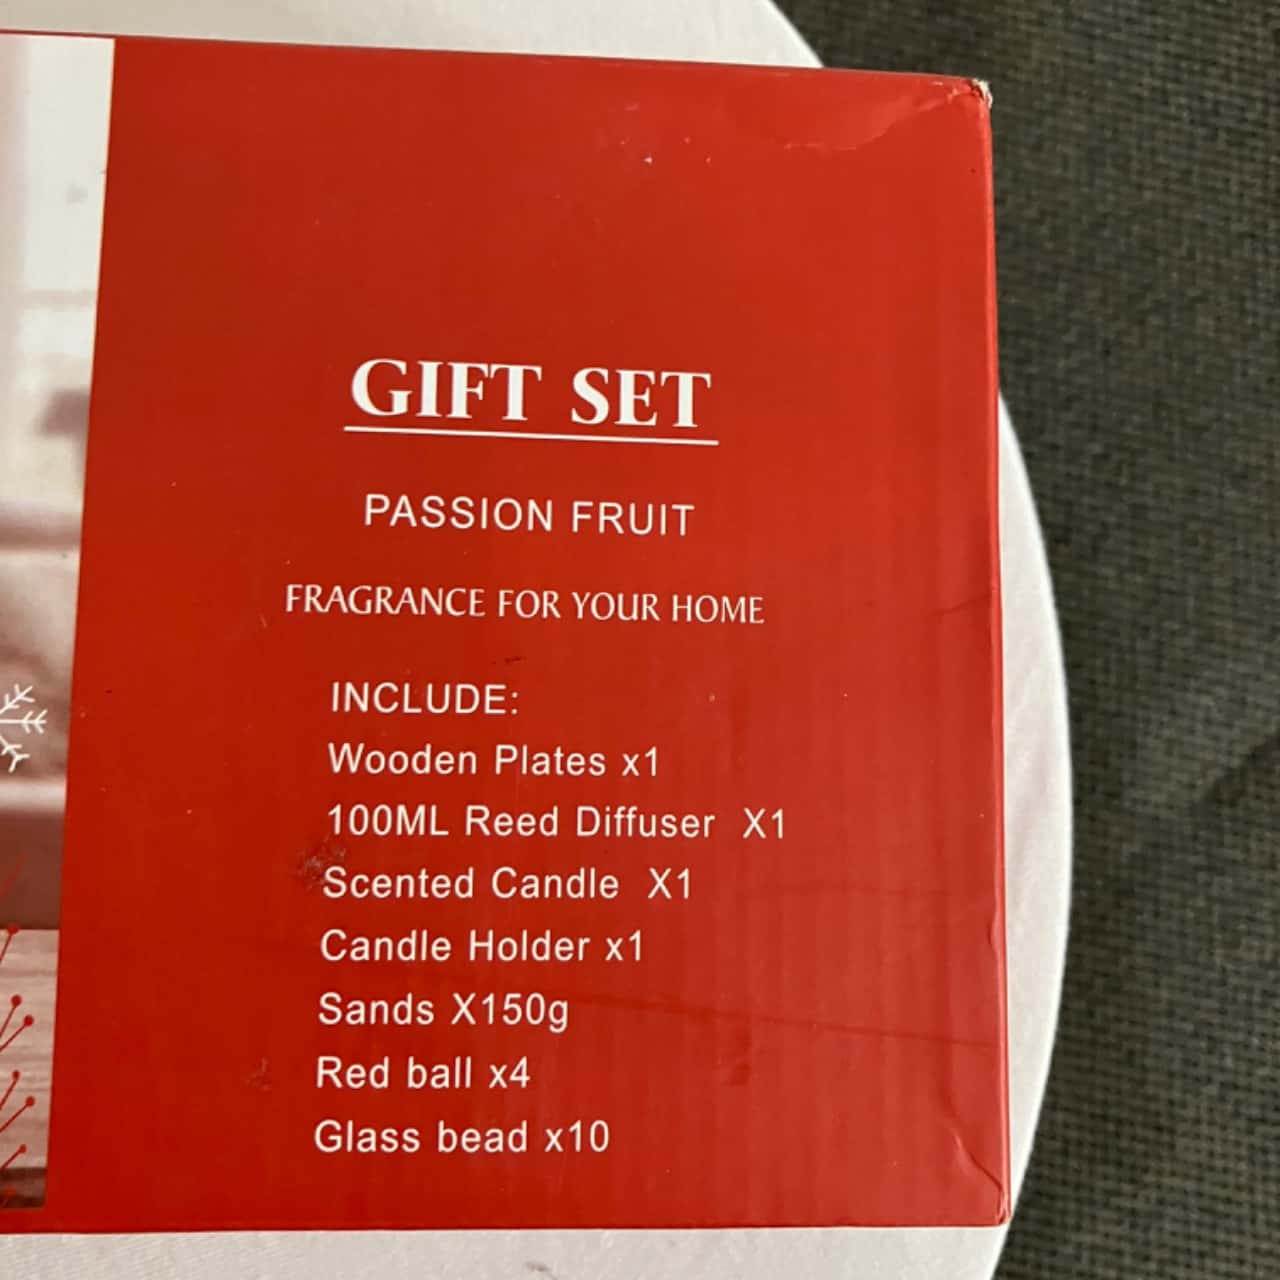 GIFT SET
PASSION FRUIT
FRAGRANCE FOR YOUR HOME
INCLUDE:
Wooden Plates x1
100ML Reed Diffuser X1
Scented Candle X1
Candle Holder x1
Sands X150g
Red ball x4
Glass bead x10